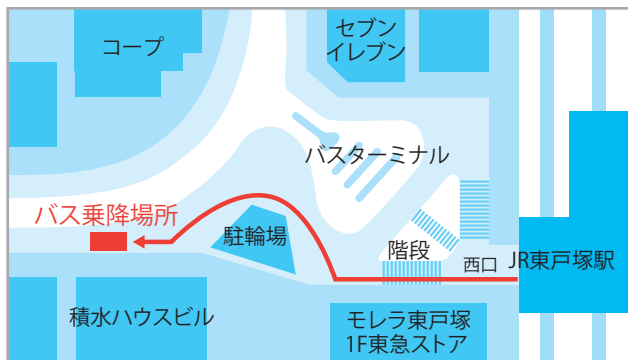 コープ
セブン
イレブン
バスターミナル
バス乗降場所
駐輪場
階段
西口
JR東戸塚駅
積水ハウスビル
モレラ東戸塚
1F東急ストア